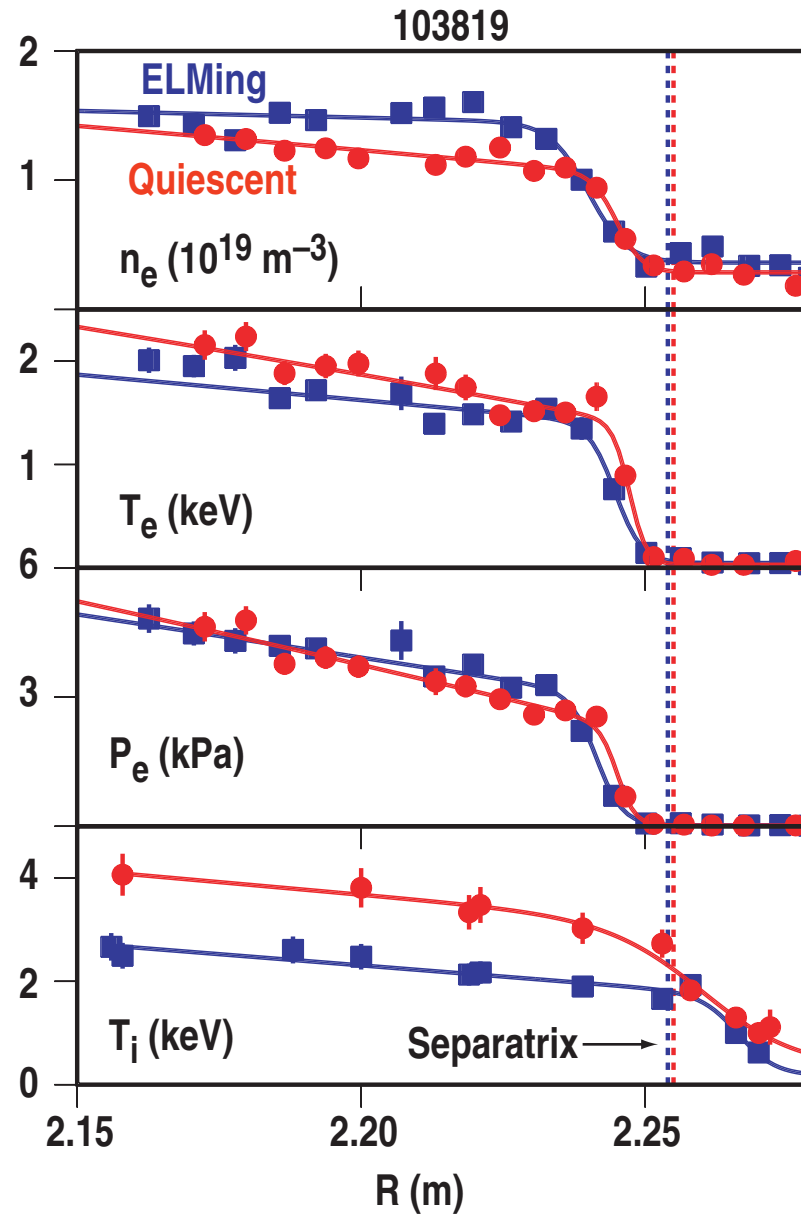 103819
2
ELMing
1
Quiescent
n_e (10^19 m^–3)
2
1
T_e (keV)
6
3
P_e (kPa)
4
2
T_i (keV)
Separatrix
0
2.15 2.20 2.25
R (m)